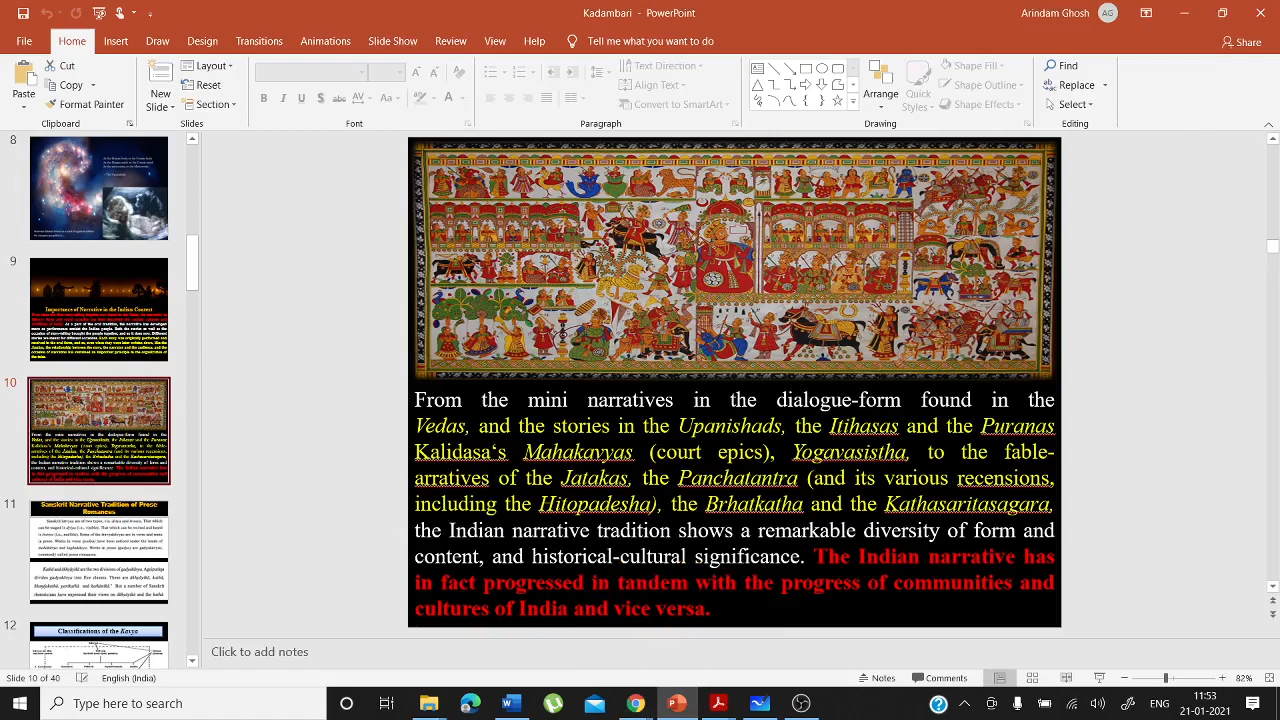 Kadambari - PowerPoint
Anirban Ghosh
AG
File Home Insert Draw Design Transitions Animations Slide Show Review View Help Tell me what you want to do
Share
Paste
Cut
Copy
Format Painter
Clipboard
New
Slide
Layout
Reset
Section
Slides
Font
Text Direction
Align Text
Convert to SmartArt
Paragraph
Arrange
Quick
Styles
Shape Fill
Shape Outline
Shape Effects
Drawing
Find
Replace
Select
Editing
8
9
Importance of Narrative in the Indian Context
10
Sanskrit Narrative Tradition of Prose
Romances
12
Classifications of the Kavya
From the mini narratives in the dialogue-form found in the
Vedas, and the stories in the Upanishads, the Itihasas and the Puranas
Kalidasa's Mahakavyas (court epics), Yogavasistha, to the fable-
arratives of the Jatakas, the Panchatantra (and its various recensions,
including the Hitopadesha), the Brihatkatha and the Kathasaritsagara,
the Indian narrative tradition shows a remarkable diversity of form and
context, and historical-cultural significance. The Indian narrative has
in fact progressed in tandem with the progress of communities and
cultures of India and vice versa.
Click to add notes
Slide 10 of 40
English (India)
Notes
Comments
82%
ENG
11:53
21-01-2021